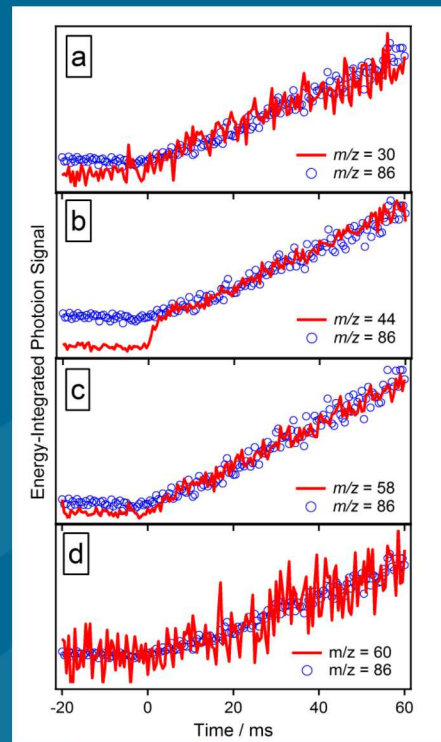 Energy-Integrated Photoion Signal
a
m/z = 30
m/z = 86
b
m/z = 44
m/z = 86
c
m/z = 58
m/z = 86
d
m/z = 60
m/z = 86
-20 0 20 40 60
Time / ms